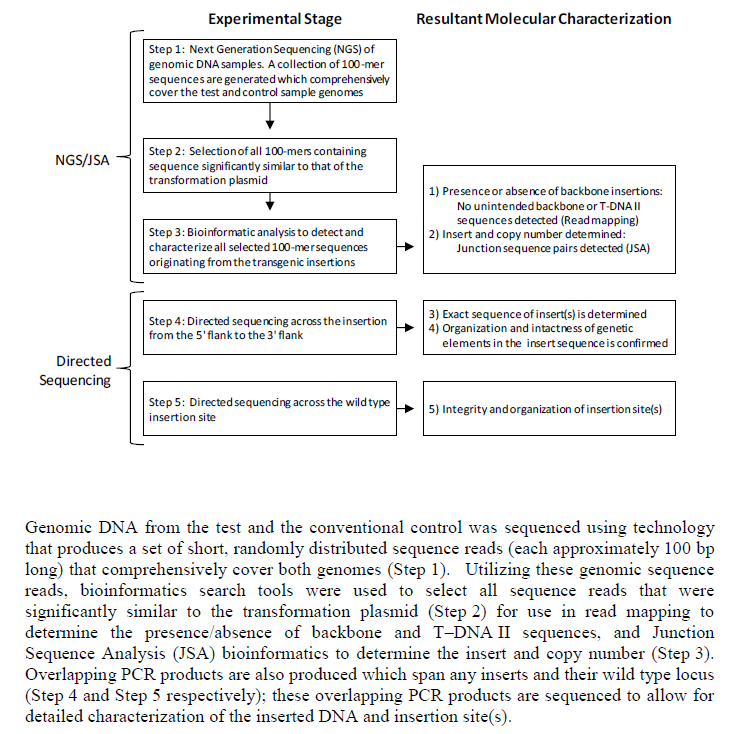 Experimental Stage
Resultant Molecular Characterization
NGS/JSA
Step 1: Next Generation Sequencing (NGS) of
genomic DNA samples. A collection of 100-mer
sequences are generated which comprehensively
cover the test and control sample genomes
Step 2: Selection of all 100-mers containing
sequence significantly similar to that of the
transformation plasmid
Step 3: Bioinformatic analysis to detect and
characterize all selected 100-mer sequences
originating from the transgenic insertions
1) Presence or absence of backbone insertions:
No unintended backbone or T-DNA II
sequences detected (Read mapping)
2) Insert and copy number determined:
Junction sequence pairs detected (JSA)
Directed
Sequencing
Step 4: Directed sequencing across the insertion
from the 5' flank to the 3' flank
3) Exact sequence of insert(s) is determined
4) Organization and intactness of genetic
elements in the insert sequence is confirmed
Step 5: Directed sequencing across the wild type
insertion site
5) Integrity and organization of insertion site(s)
Genomic DNA from the test and the conventional control was sequenced using technology
that produces a set of short, randomly distributed sequence reads (each approximately 100 bp
long) that comprehensively cover both genomes (Step 1). Utilizing these genomic sequence
reads, bioinformatics search tools were used to select all sequence reads that were
significantly similar to the transformation plasmid (Step 2) for use in read mapping to
determine the presence/absence of backbone and T–DNA II sequences, and Junction
Sequence Analysis (JSA) bioinformatics to determine the insert and copy number (Step 3).
Overlapping PCR products are also produced which span any inserts and their wild type locus
(Step 4 and Step 5 respectively); these overlapping PCR products are sequenced to allow for
detailed characterization of the inserted DNA and insertion site(s).